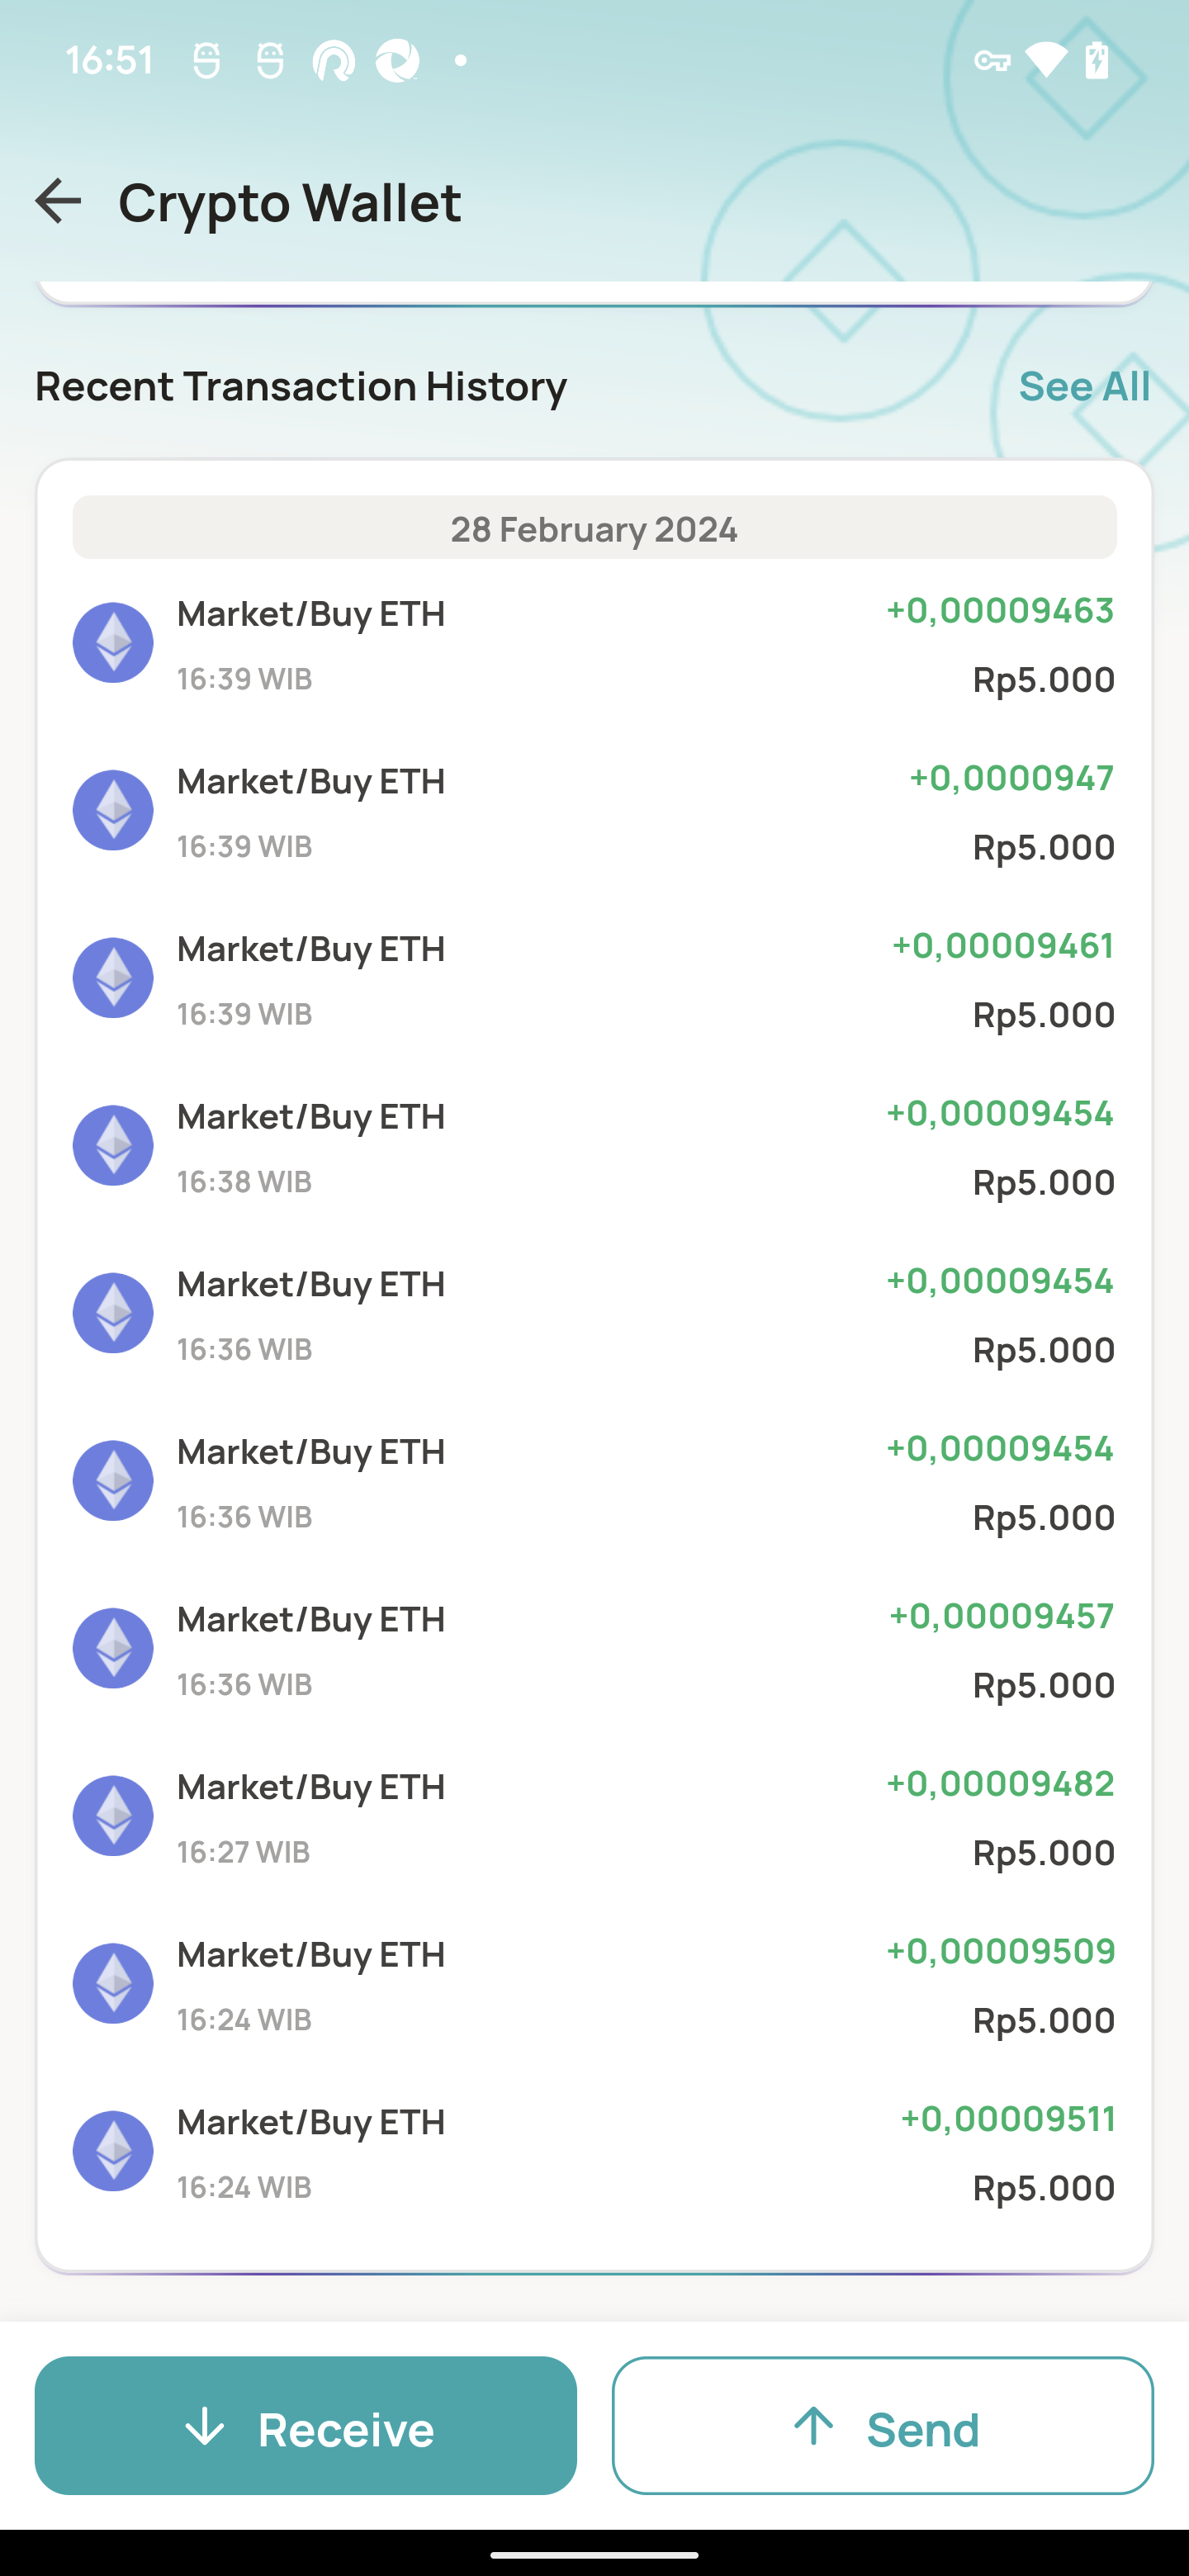 16:51
Crypto Wallet
Recent Transaction History See All
28 February 2024
Market/Buy ETH +0,00009463
16:39 WIB Rp5.000
Market/Buy ETH +0,0000947
16:39 WIB Rp5.000
Market/Buy ETH +0,00009461
16:39 WIB Rp5.000
Market/Buy ETH +0,00009454
16:38 WIB Rp5.000
Market/Buy ETH +0,00009454
16:36 WIB Rp5.000
Market/Buy ETH +0,00009454
16:36 WIB Rp5.000
Market/Buy ETH +0,00009457
16:36 WIB Rp5.000
Market/Buy ETH +0,00009482
16:27 WIB Rp5.000
Market/Buy ETH +0,00009509
16:24 WIB Rp5.000
Market/Buy ETH +0,00009511
16:24 WIB Rp5.000
Receive Send